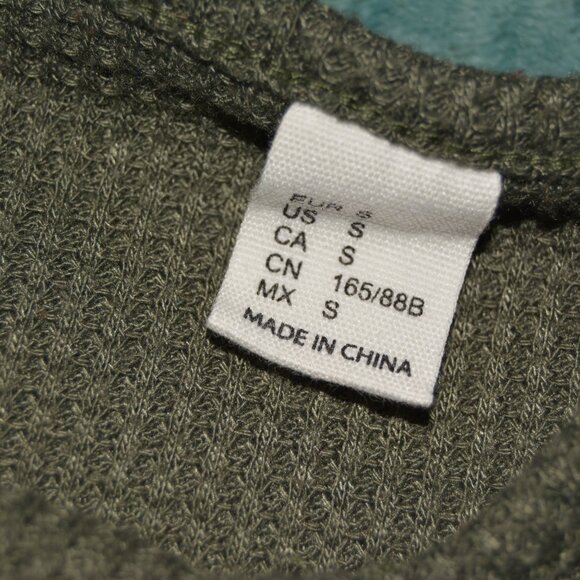 EUR S
US S
CA S
CN 165/88B
MX S
MADE IN CHINA